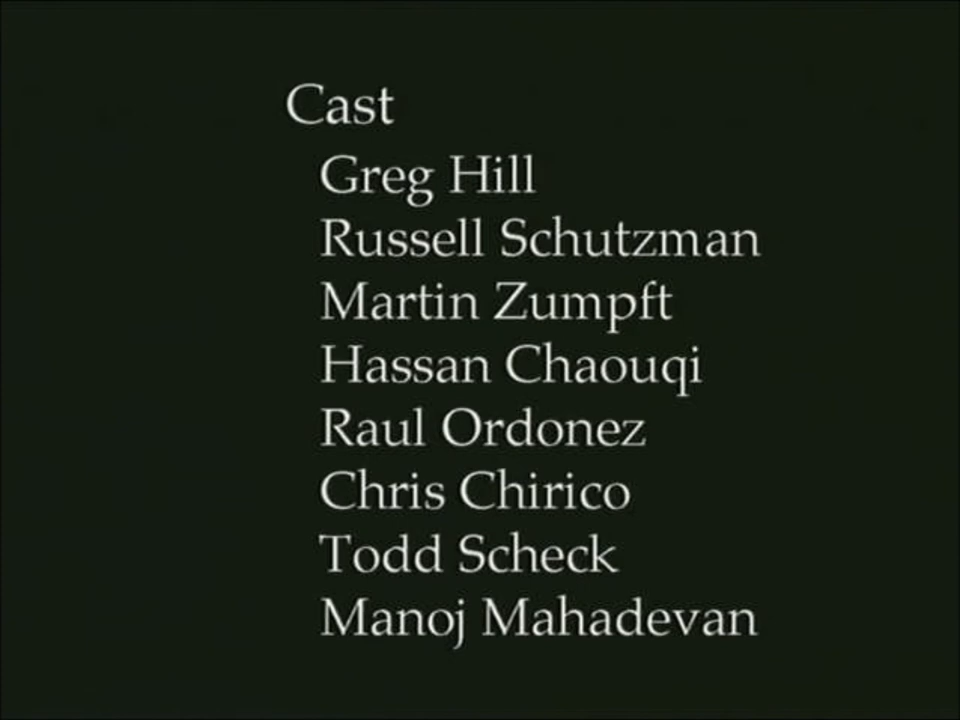 Cast
Greg Hill
Russell Schutzman
Martin Zumpft
Hassan Chaouqi
Raul Ordonez
Chris Chirico
Todd Scheck
Manoj Mahadevan